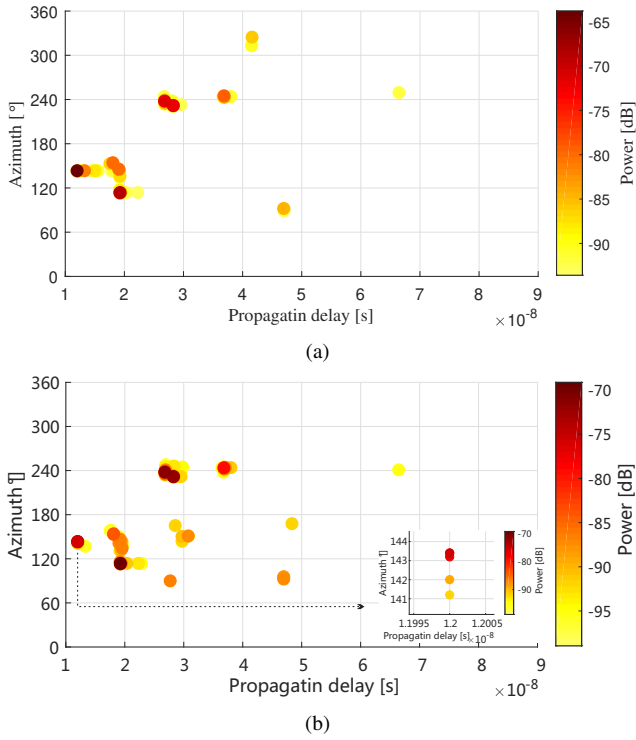 360
300
240
180
120
60
0
Azimuth [°]
1 2 3 4 5 6 7 8 9
Propagatin delay [s]
×10⁻⁸
-65
-70
-75
-80
-85
-90
Power [dB]
(a)
360
300
240
180
120
60
0
Azimuth[°]
1 2 3 4 5 6 7 8 9
Propagatin delay [s]
×10⁻⁸
144
143
142
141
Azimuth[°]
1.1995 1.2 1.2005
Propagatin delay [s]
×10⁻⁸
-70
-80
-90
Power [dB]
-70
-75
-80
-85
-90
-95
Power [dB]
(b)